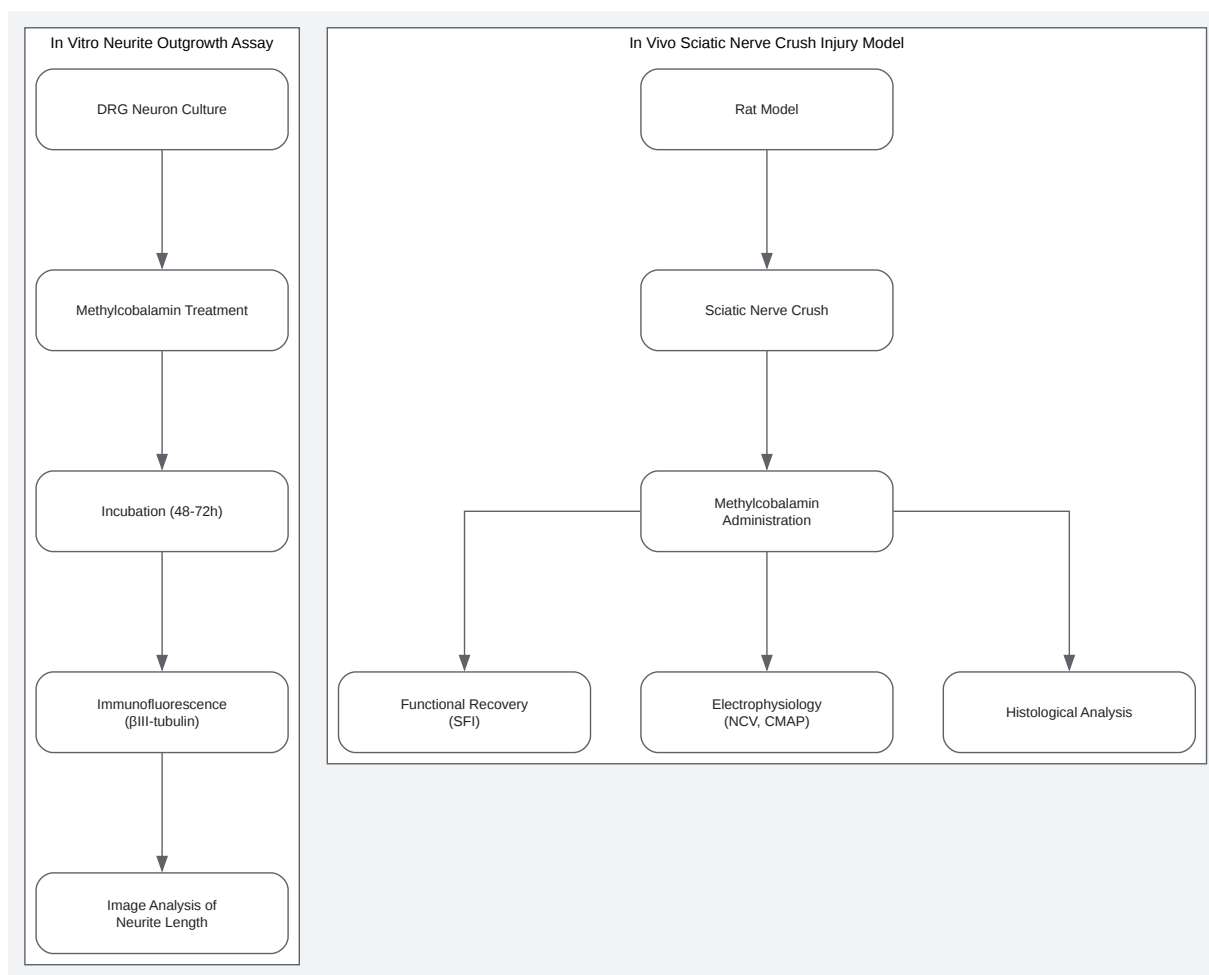 In Vitro Neurite Outgrowth Assay
DRG Neuron Culture
Methylcobalamin Treatment
Incubation (48-72h)
Immunofluorescence
(βIII-tubulin)
Image Analysis of
Neurite Length
In Vivo Sciatic Nerve Crush Injury Model
Rat Model
Sciatic Nerve Crush
Methylcobalamin
Administration
Functional Recovery
(SFI)
Electrophysiology
(NCV, CMAP)
Histological Analysis